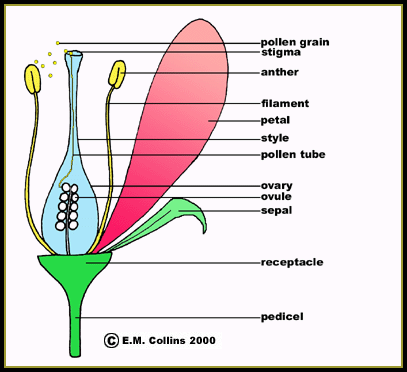 pollen grain
stigma
anther
filament
petal
style
pollen tube
ovary
ovule
sepal
receptacle
pedicel
© E.M. Collins 2000